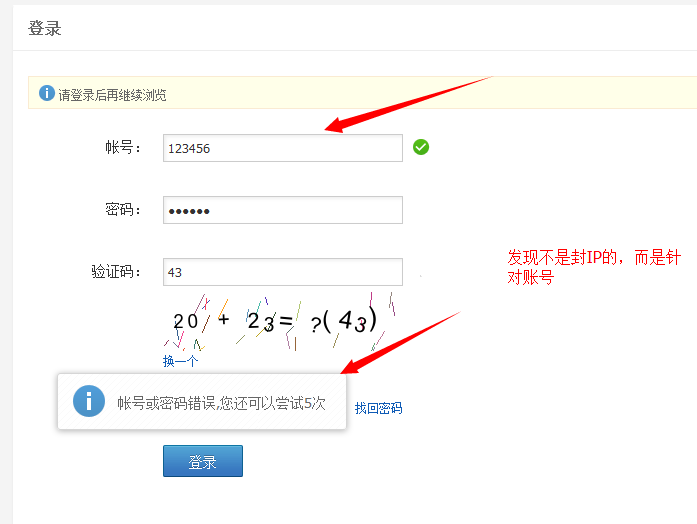 登录
请登录后再继续浏览
帐号：
123456
密码：
●●●●●●
验证码：
43
发现不是封IP的，而是针
对账号
20 + 23 = ?(43)
换一个
帐号或密码错误,您还可以尝试5次
找回密码
登录